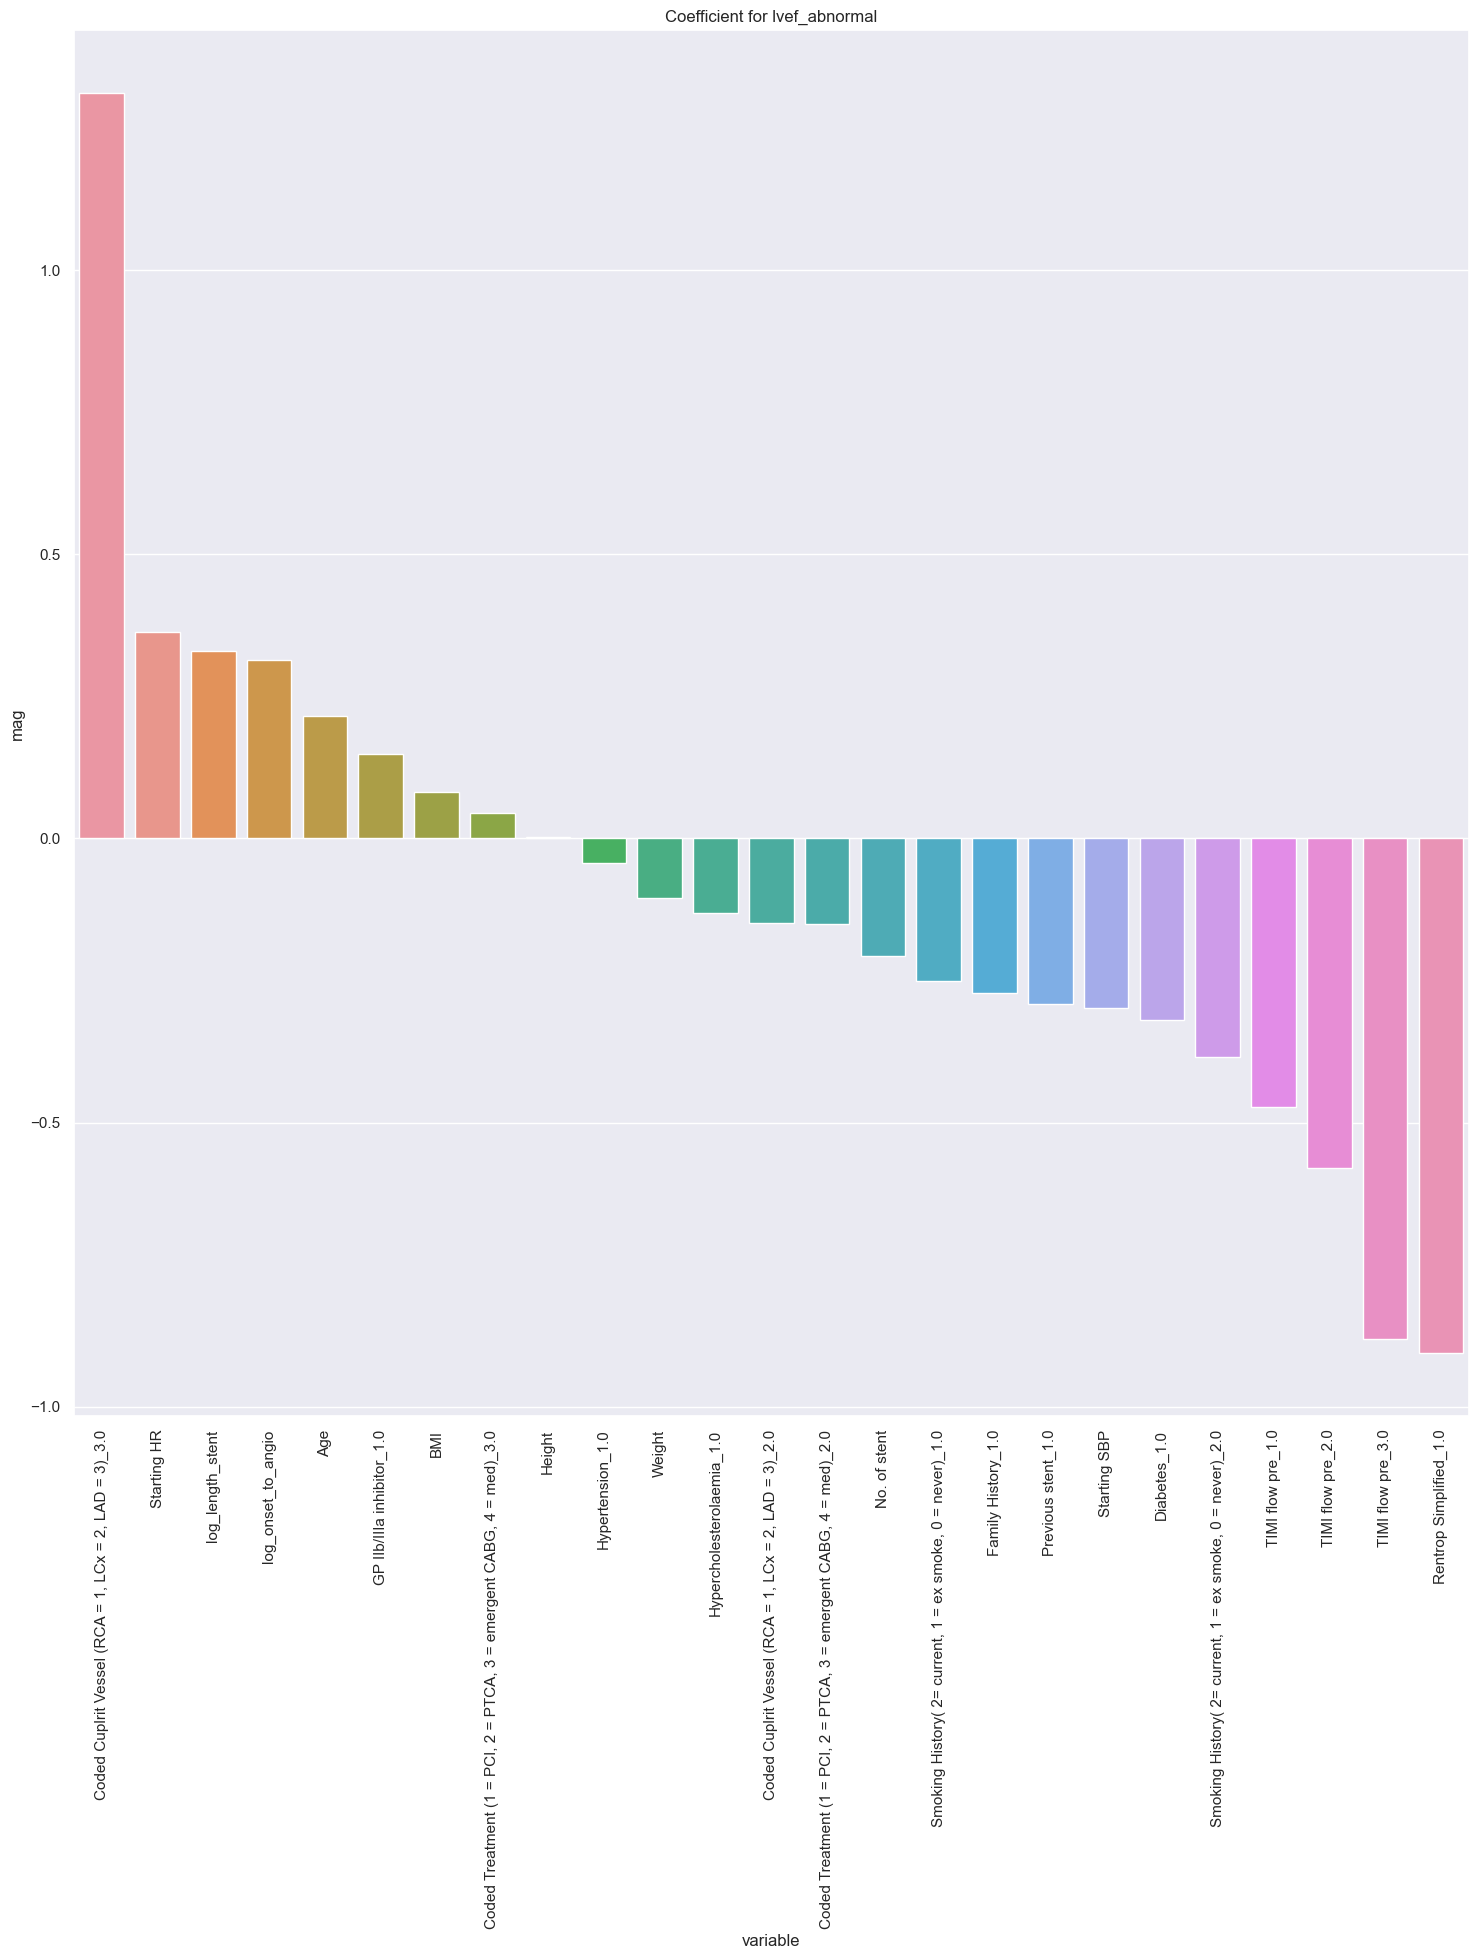 Coefficient for lvef_abnormal
mag
1.0
0.5
0.0
−0.5
−1.0
Coded Cuplrit Vessel (RCA = 1, LCx = 2, LAD = 3)_3.0
Starting HR
log_length_stent
log_onset_to_angio
Age
GP IIb/IIIa inhibitor_1.0
BMI
Coded Treatment (1 = PCI, 2 = PTCA, 3 = emergent CABG, 4 = med)_3.0
Height
Hypertension_1.0
Weight
Hypercholesterolaemia_1.0
Coded Cuplrit Vessel (RCA = 1, LCx = 2, LAD = 3)_2.0
Coded Treatment (1 = PCI, 2 = PTCA, 3 = emergent CABG, 4 = med)_2.0
No. of stent
Smoking History( 2= current, 1 = ex smoke, 0 = never)_1.0
Family History_1.0
Previous stent_1.0
Starting SBP
Diabetes_1.0
Smoking History( 2= current, 1 = ex smoke, 0 = never)_2.0
TIMI flow pre_1.0
TIMI flow pre_2.0
TIMI flow pre_3.0
Rentrop Simplified_1.0
variable